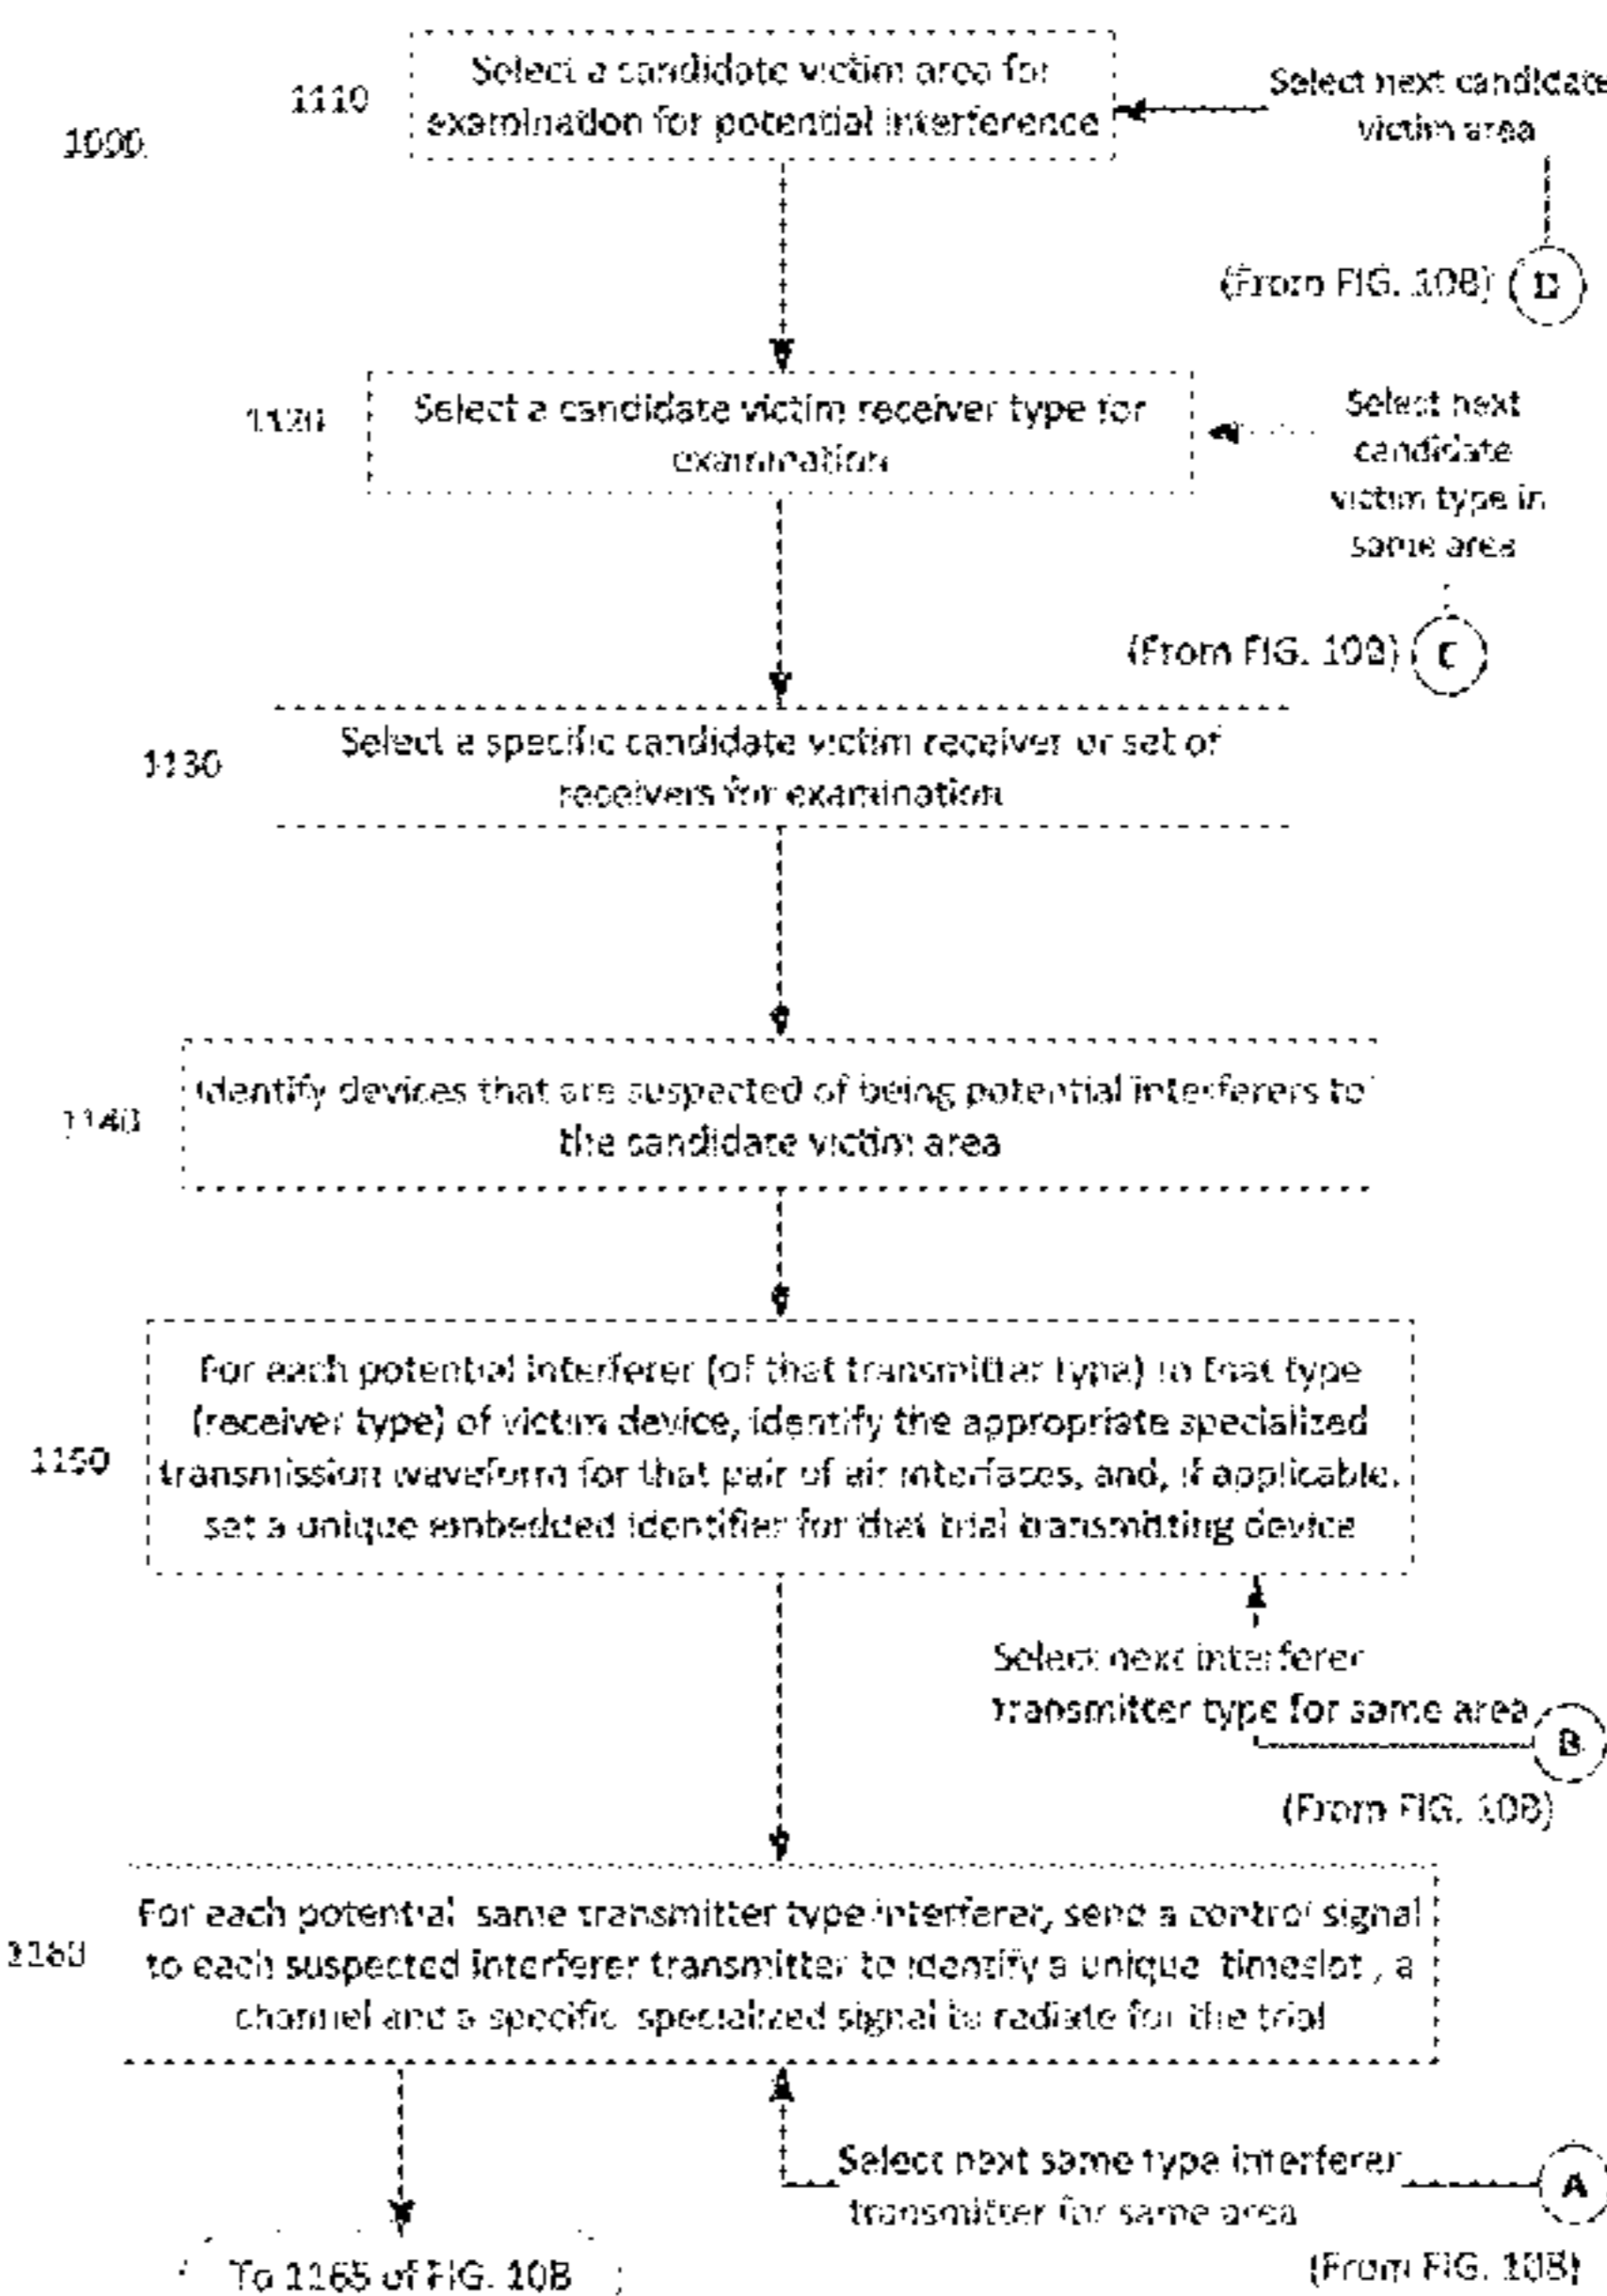 1000
1110
Select a candidate victim area for
examination for potential interference
Select next candidate
victim area
(From FIG. 10B) D
1120
Select a candidate victim receiver type for
examination
Select next
candidate
victim type in
same area
(From FIG. 10B) C
1130
Select a specific candidate victim receiver or set of
receivers for examination
1140
Identify devices that are suspected of being potential interferers to
the candidate victim area
1150
For each potential interferer (of that transmitter type) to that type
(receiver type) of victim device, identify the appropriate specialized
transmission waveform for that pair of air interfaces, and, if applicable,
set a unique embedded identifier for that trial transmitting device
Select next interferer
transmitter type for same area
B
(From FIG. 10B)
1160
For each potential same transmitter type interferer, send a control signal
to each suspected interferer transmitter to identify a unique timeslot , a
channel and a specific specialized signal to radiate for the trial
Select next same type interferer
transmitter for same area
A
(From FIG. 10B)
To 1165 of FIG. 10B